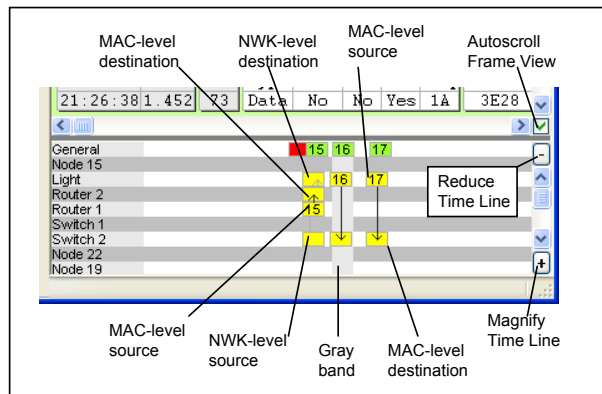 MAC-level destination
NWK-level destination
MAC-level source
Autoscroll Frame View
21:26:38 1.452 73 Data No No Yes 1A 3E28
General 15 16 17
Node 15
Light 16 17
Router 2
Router 1 15
Switch 1
Switch 2
Node 22
Node 19
-
Reduce Time Line
+
MAC-level source
NWK-level source
Gray band
MAC-level destination
Magnify Time Line